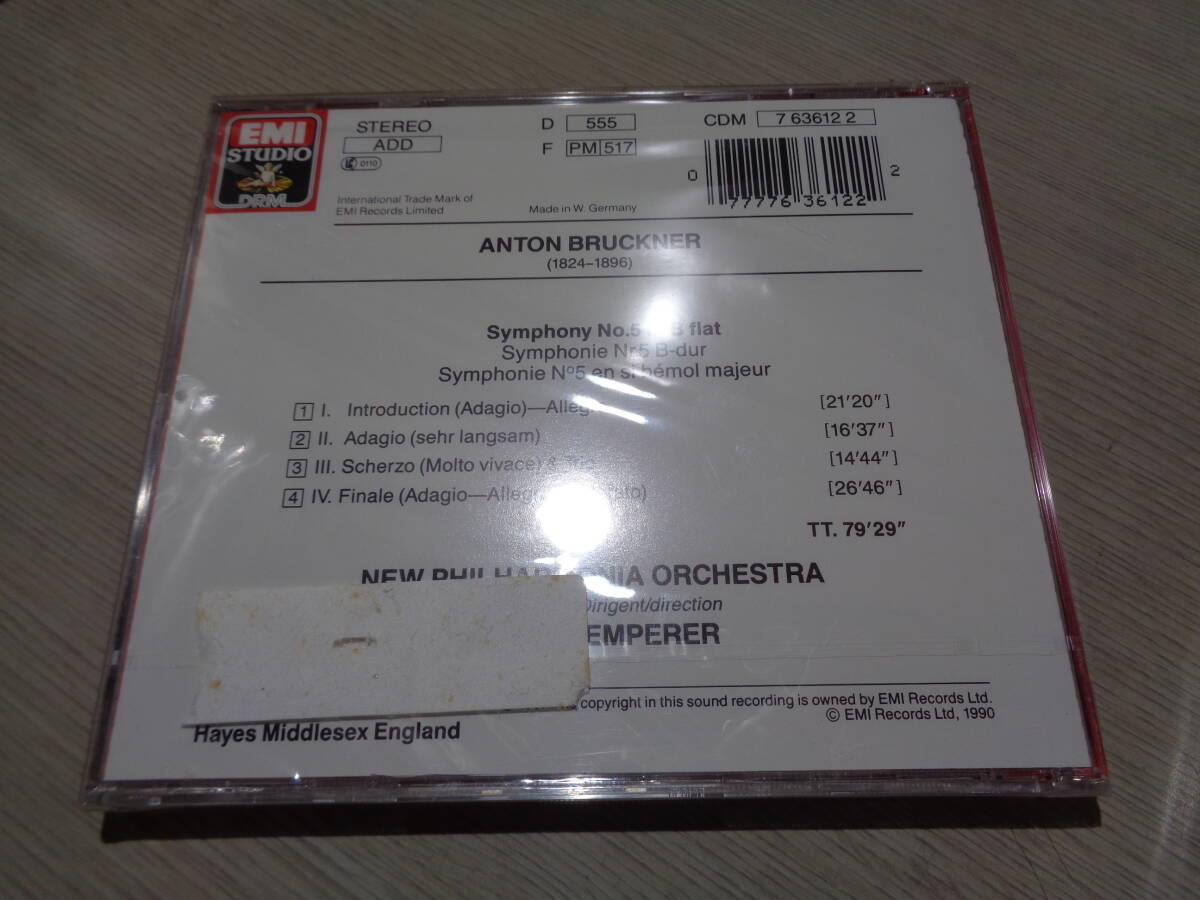 EMI
STUDIO
DRM
STEREO
ADD
0110
D 555
F PM 517
CDM 7 63612 2
0 77776 36122 2
International Trade Mark of
EMI Records Limited
Made in W. Germany
ANTON BRUCKNER
(1824–1896)
Symphony No.5 B flat
Symphonie Nr.5 B-dur
Symphonie Nº5 en si bémol majeur
1 I. Introduction (Adagio)—Alleg [21′20″]
2 II. Adagio (sehr langsam) [16′37″]
3 III. Scherzo (Molto vivace) & [14′44″]
4 IV. Finale (Adagio—Alleg ato) [26′46″]
TT. 79′29″
NEW PHILHARMONIA ORCHESTRA
Dirigent/direction
EMPERER
copyright in this sound recording is owned by EMI Records Ltd.
© EMI Records Ltd, 1990
Hayes Middlesex England